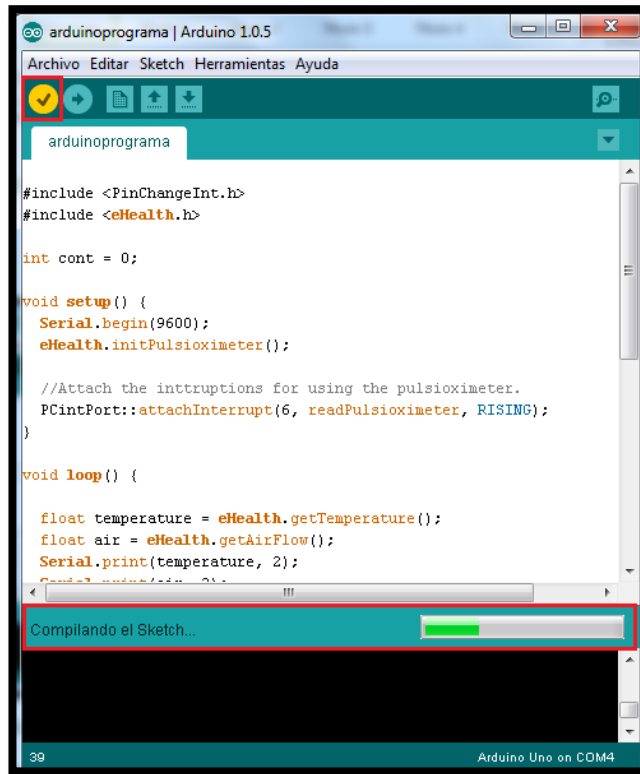 arduinoprograma | Arduino 1.0.5
Archivo Editar Sketch Herramientas Ayuda
arduinoprograma
#include <PinChangeInt.h>
#include <eHealth.h>
int cont = 0;
void setup() {
Serial.begin(9600);
eHealth.initPulsioximeter();
//Attach the inttruptions for using the pulsioximeter.
PCintPort::attachInterrupt(6, readPulsioximeter, RISING);
}
void loop() {
float temperature = eHealth.getTemperature();
float air = eHealth.getAirFlow();
Serial.print(temperature, 2);
Compilando el Sketch...
39
Arduino Uno on COM4